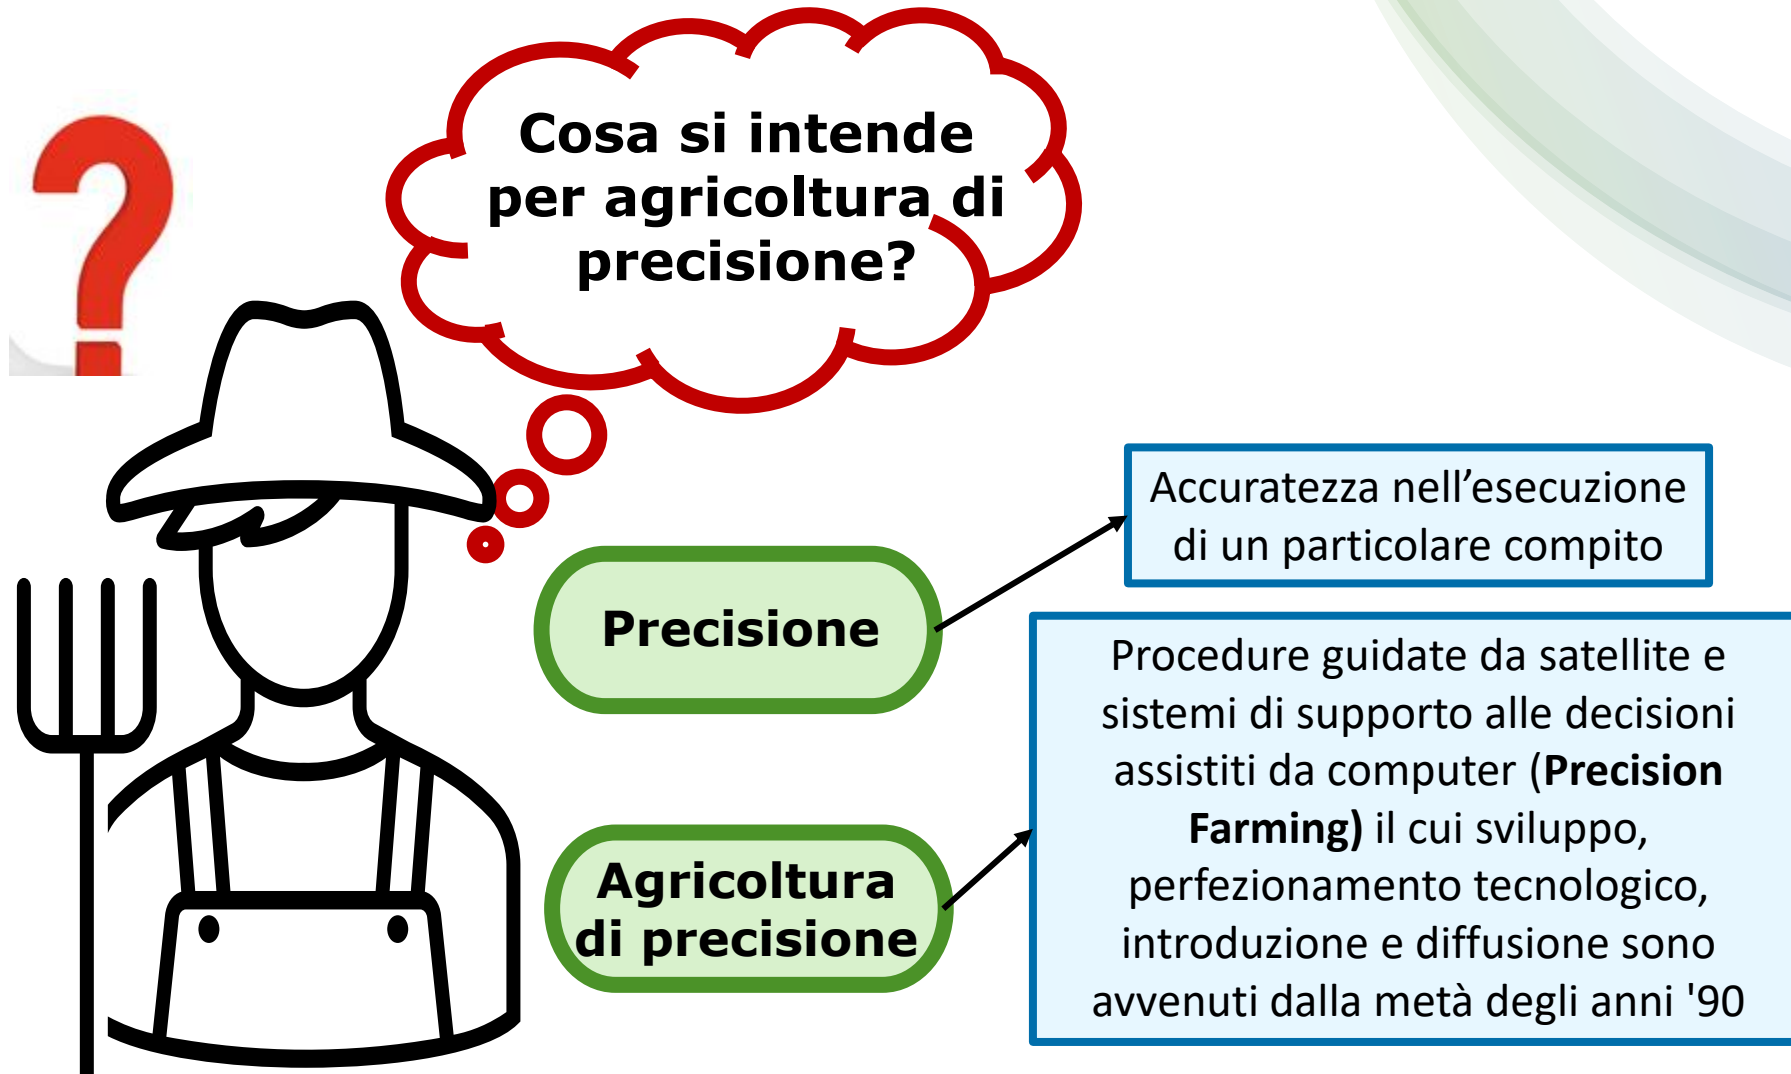 Cosa si intende
per agricoltura di
precisione?
Precisione
Accuratezza nell’esecuzione
di un particolare compito
Agricoltura
di precisione
Procedure guidate da satellite e
sistemi di supporto alle decisioni
assistiti da computer (Precision
Farming) il cui sviluppo,
perfezionamento tecnologico,
introduzione e diffusione sono
avvenuti dalla metà degli anni '90